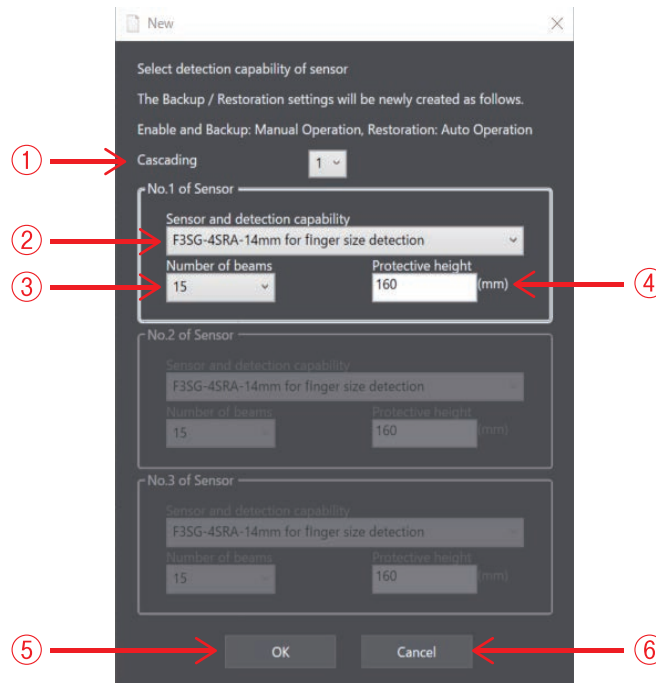 New
Select detection capability of sensor
The Backup / Restoration settings will be newly created as follows.
Enable and Backup: Manual Operation, Restoration: Auto Operation
① Cascading 1
No.1 of Sensor
Sensor and detection capability
② F3SG-4SRA-14mm for fInger size detection
Number of beams Protective height
③ 15 160 (mm) ④
No.2 of Sensor
Sensor and detection capability
F3SG-4SRA-14mm for fInger size detection
Number of beams Protective height
15 160 (mm)
No.3 of Sensor
Sensor and detection capability
F3SG-4SRA-14mm for fInger size detection
Number of beams Protective height
15 160 (mm)
⑤ OK Cancel ⑥